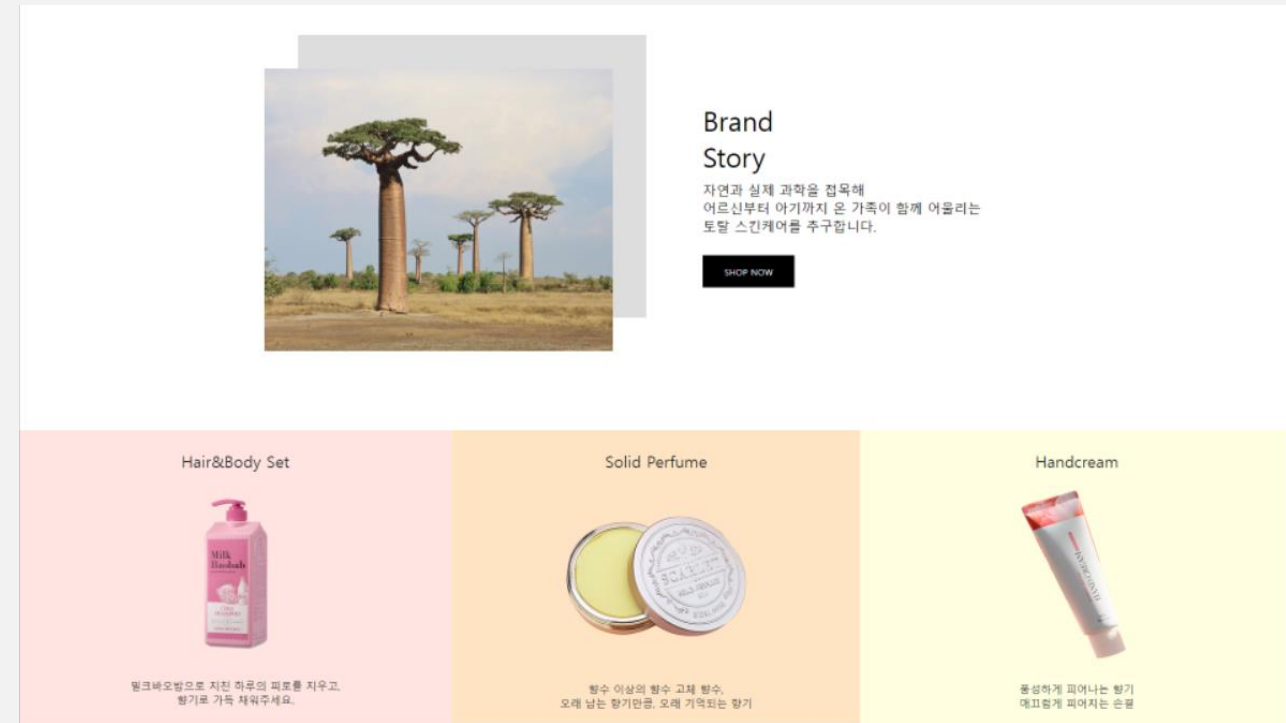 Brand
Story
자연과 실제 과학을 접목해
어르신부터 아기까지 온 가족이 함께 어울리는
토탈 스킨케어를 추구합니다.
SHOP NOW
Hair&Body Set
Solid Perfume
Handcream
Milk
Baobab
HAND CREAM
밀크바오밥으로 지친 하루의 피로를 지우고,
향기로 가득 채워주세요.
향수 이상의 향수 고체 향수,
오래 남는 향기만큼, 오래 기억되는 향기
풍성하게 피어나는 향기
매끄럽게 피어지는 손결